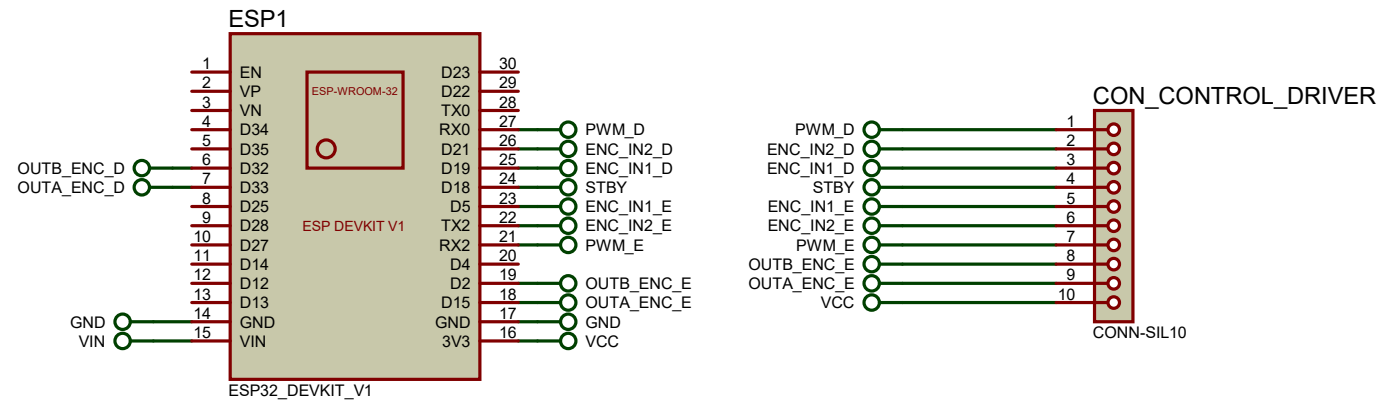 ESP1
ESP-WROOM-32
ESP DEVKIT V1
1 EN
2 VP
3 VN
4 D34
5 D35
OUTB_ENC_D 6 D32
OUTA_ENC_D 7 D33
8 D25
9 D28
10 D27
11 D14
12 D12
13 D13
GND 14 GND
VIN 15 VIN
D23 30
D22 29
TX0 28
RX0 27 PWM_D
D21 26 ENC_IN2_D
D19 25 ENC_IN1_D
D18 24 STBY
D5 23 ENC_IN1_E
TX2 22 ENC_IN2_E
RX2 21 PWM_E
D4 20
D2 19 OUTB_ENC_E
D15 18 OUTA_ENC_E
GND 17 GND
3V3 16 VCC
ESP32_DEVKIT_V1
CON_CONTROL_DRIVER
PWM_D 1
ENC_IN2_D 2
ENC_IN1_D 3
STBY 4
ENC_IN1_E 5
ENC_IN2_E 6
PWM_E 7
OUTB_ENC_E 8
OUTA_ENC_E 9
VCC 10
CONN-SIL10